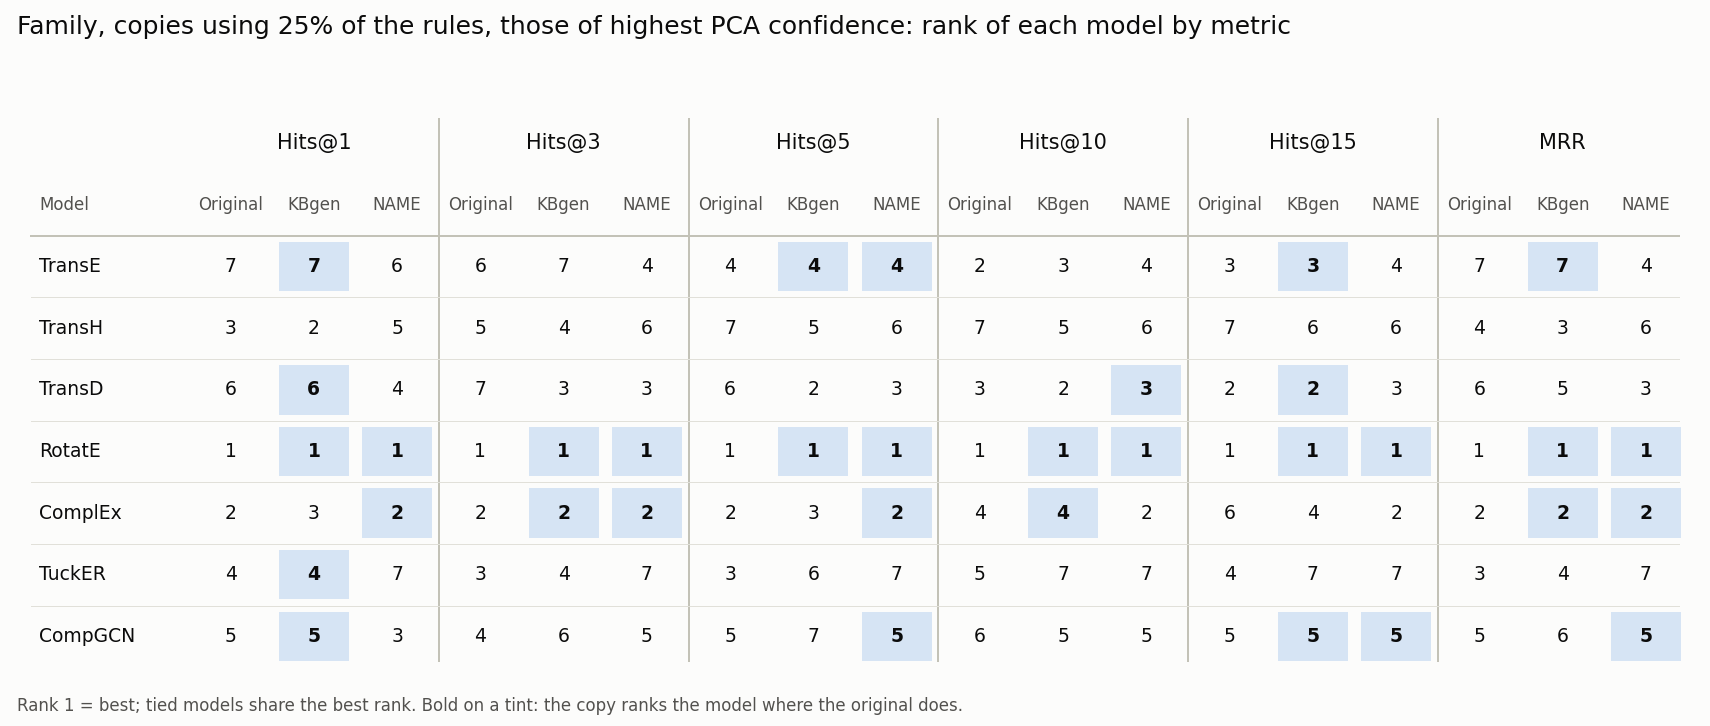 Family, copies using 25% of the rules, those of highest PCA confidence: rank of each model by metric
Hits@1 Hits@3 Hits@5 Hits@10 Hits@15 MRR
Model Original KBgen NAME Original KBgen NAME Original KBgen NAME Original KBgen NAME Original KBgen NAME Original KBgen NAME
TransE 7 7 6 6 7 4 4 4 4 2 3 4 3 3 4 7 7 4
TransH 3 2 5 5 4 6 7 5 6 7 5 6 7 6 6 4 3 6
TransD 6 6 4 7 3 3 6 2 3 3 2 3 2 2 3 6 5 3
RotatE 1 1 1 1 1 1 1 1 1 1 1 1 1 1 1 1 1 1
ComplEx 2 3 2 2 2 2 2 3 2 4 4 2 6 4 2 2 2 2
TuckER 4 4 7 3 4 7 3 6 7 5 7 7 4 7 7 3 4 7
CompGCN 5 5 3 4 6 5 5 7 5 6 5 5 5 5 5 5 6 5
Rank 1 = best; tied models share the best rank. Bold on a tint: the copy ranks the model where the original does.